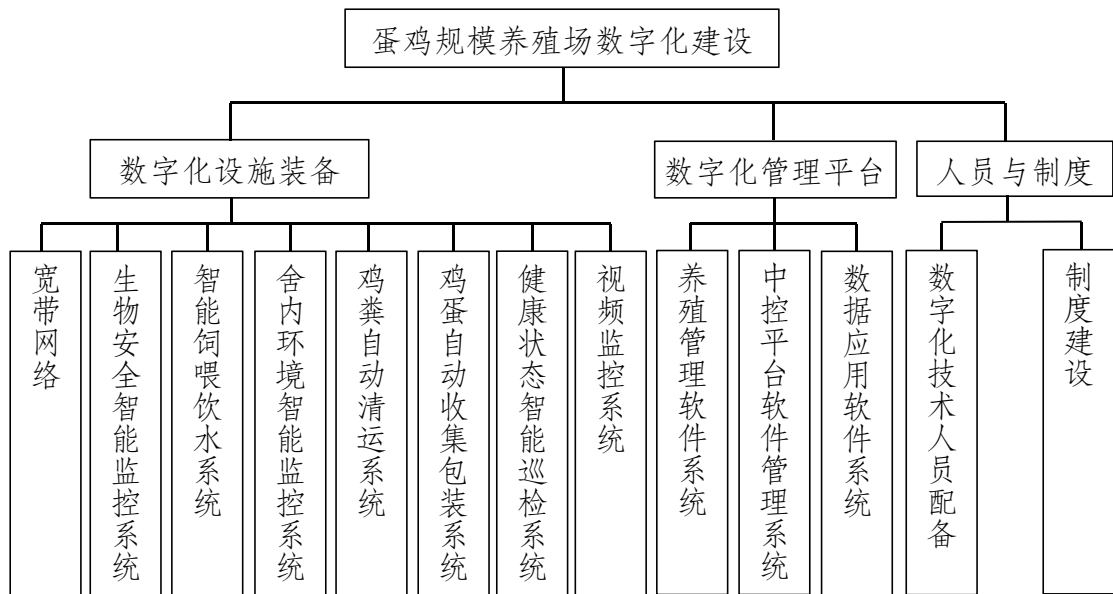 蛋鸡规模养殖场数字化建设
数字化设施装备
数字化管理平台
人员与制度
宽带网络
生物安全智能监控系统
智能饲喂饮水系统
舍内环境智能监控系统
鸡粪自动清运系统
鸡蛋自动收集包装系统
健康状态智能巡检系统
视频监控系统
养殖管理软件系统
中控平台软件管理系统
数据应用软件系统
数字化技术人员配备
制度建设